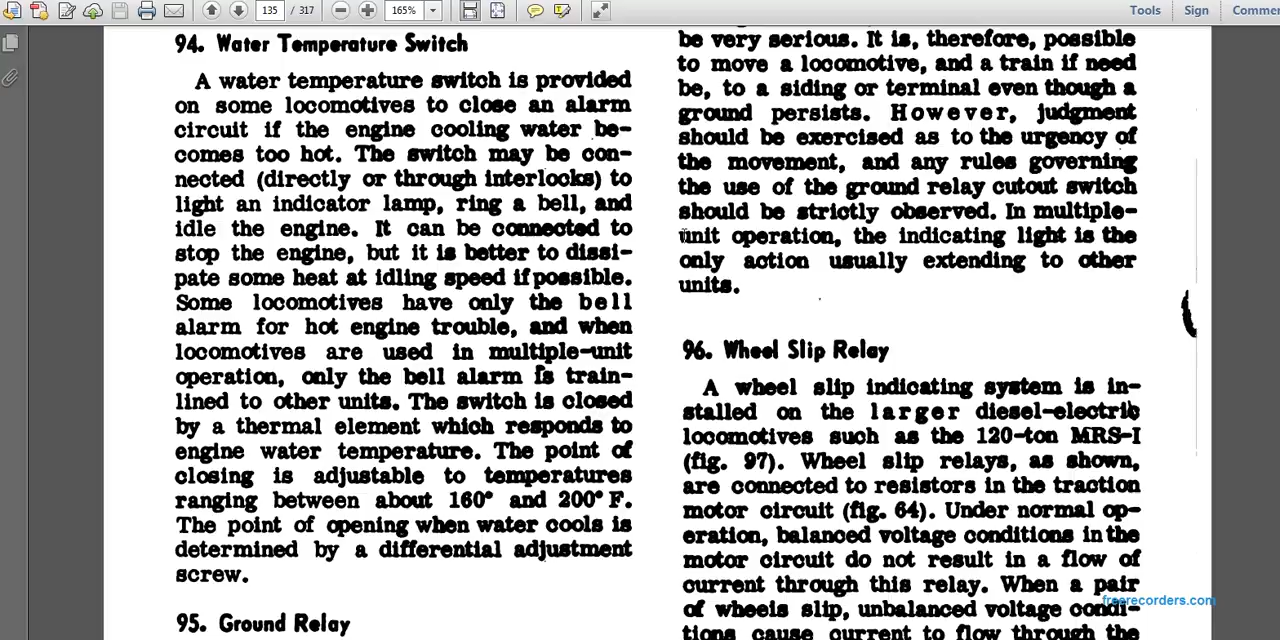 135 / 317
165%
Tools
Sign
Comme
94. Water Temperature Switch
A water temperature switch is provided
on some locomotives to close an alarm
circuit if the engine cooling water be-
comes too hot. The switch may be con-
nected (directly or through interlocks) to
light an indicator lamp, ring a bell, and
idle the engine. It can be connected to
stop the engine, but it is better to dissi-
pate some heat at idling speed if possible.
Some locomotives have only the bell
alarm for hot engine trouble, and when
locomotives are used in multiple-unit
operation, only the bell alarm is train-
lined to other units. The switch is closed
by a thermal element which responds to
engine water temperature. The point of
closing is adjustable to temperatures
ranging between about 160° and 200° F.
The point of opening when water cools is
determined by a differential adjustment
screw.
95. Ground Relay
be very serious. It is, therefore, possible
to move a locomotive, and a train if need
be, to a siding or terminal even though a
ground persists. However, judgment
should be exercised as to the urgency of
the movement, and any rules governing
the use of the ground relay cutout switch
should be strictly observed. In multiple-
unit operation, the indicating light is the
only action usually extending to other
units.
96. Wheel Slip Relay
A wheel slip indicating system is in-
stalled on the larger diesel-electric
locomotives such as the 120-ton MRS-I
(fig. 97). Wheel slip relays, as shown,
are connected to resistors in the traction
motor circuit (fig. 64). Under normal op-
eration, balanced voltage conditions in the
motor circuit do not result in a flow of
current through this relay. When a pair
of wheels slip, unbalanced voltage condi-
tions cause current to flow through the
freerecorders.com